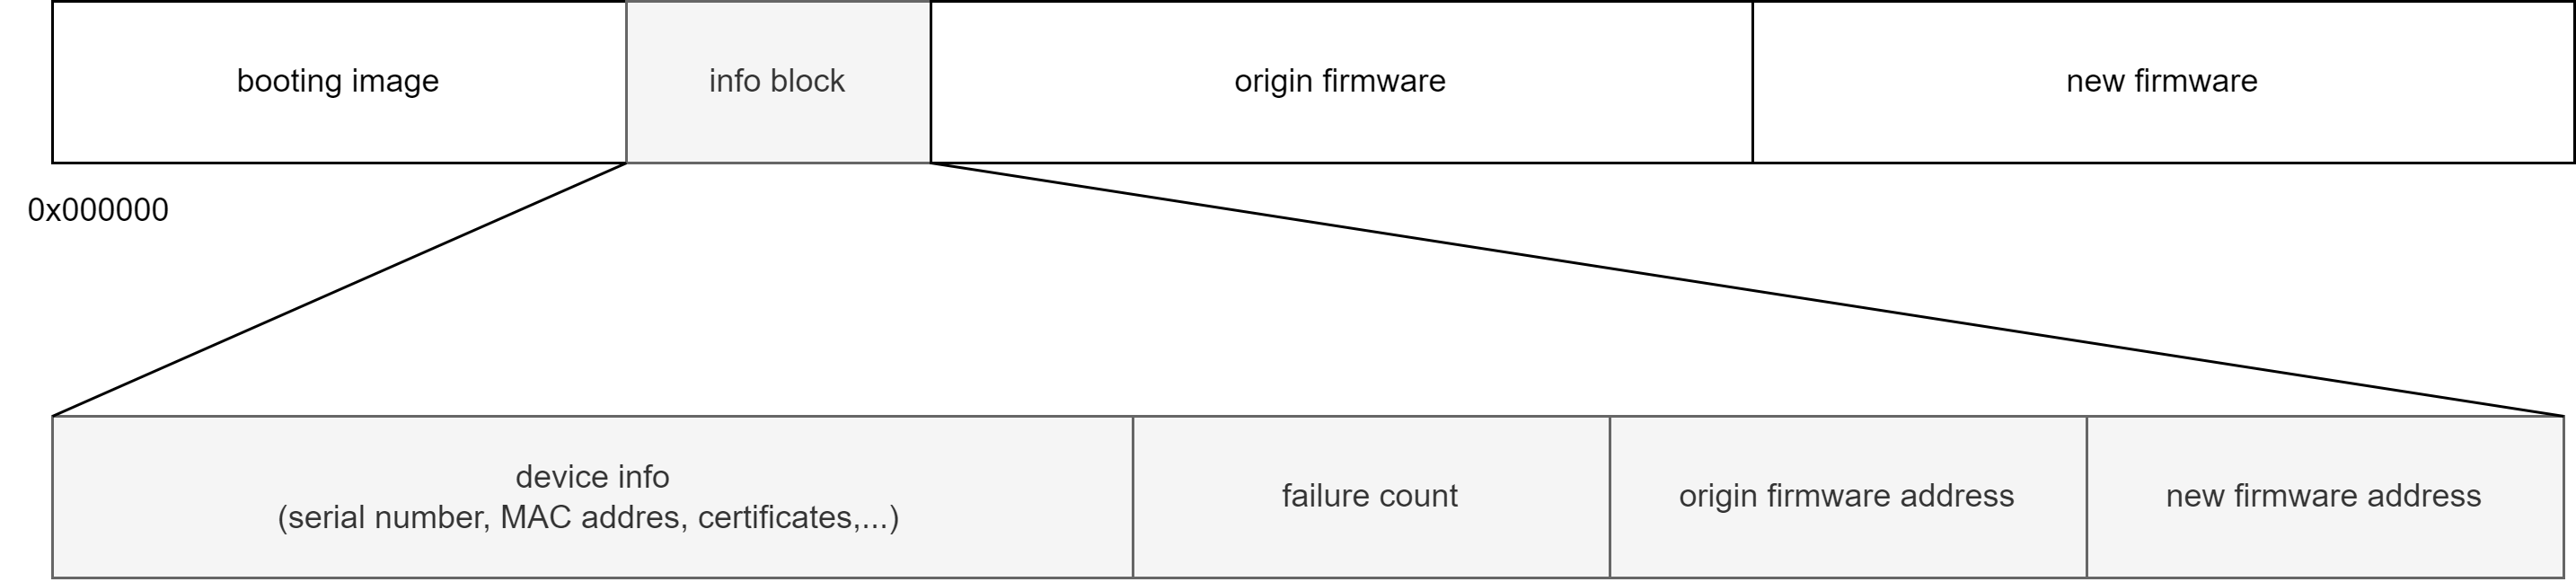 booting image
info block
origin firmware
new firmware
0x000000
device info
(serial number, MAC addres, certificates,...)
failure count
origin firmware address
new firmware address